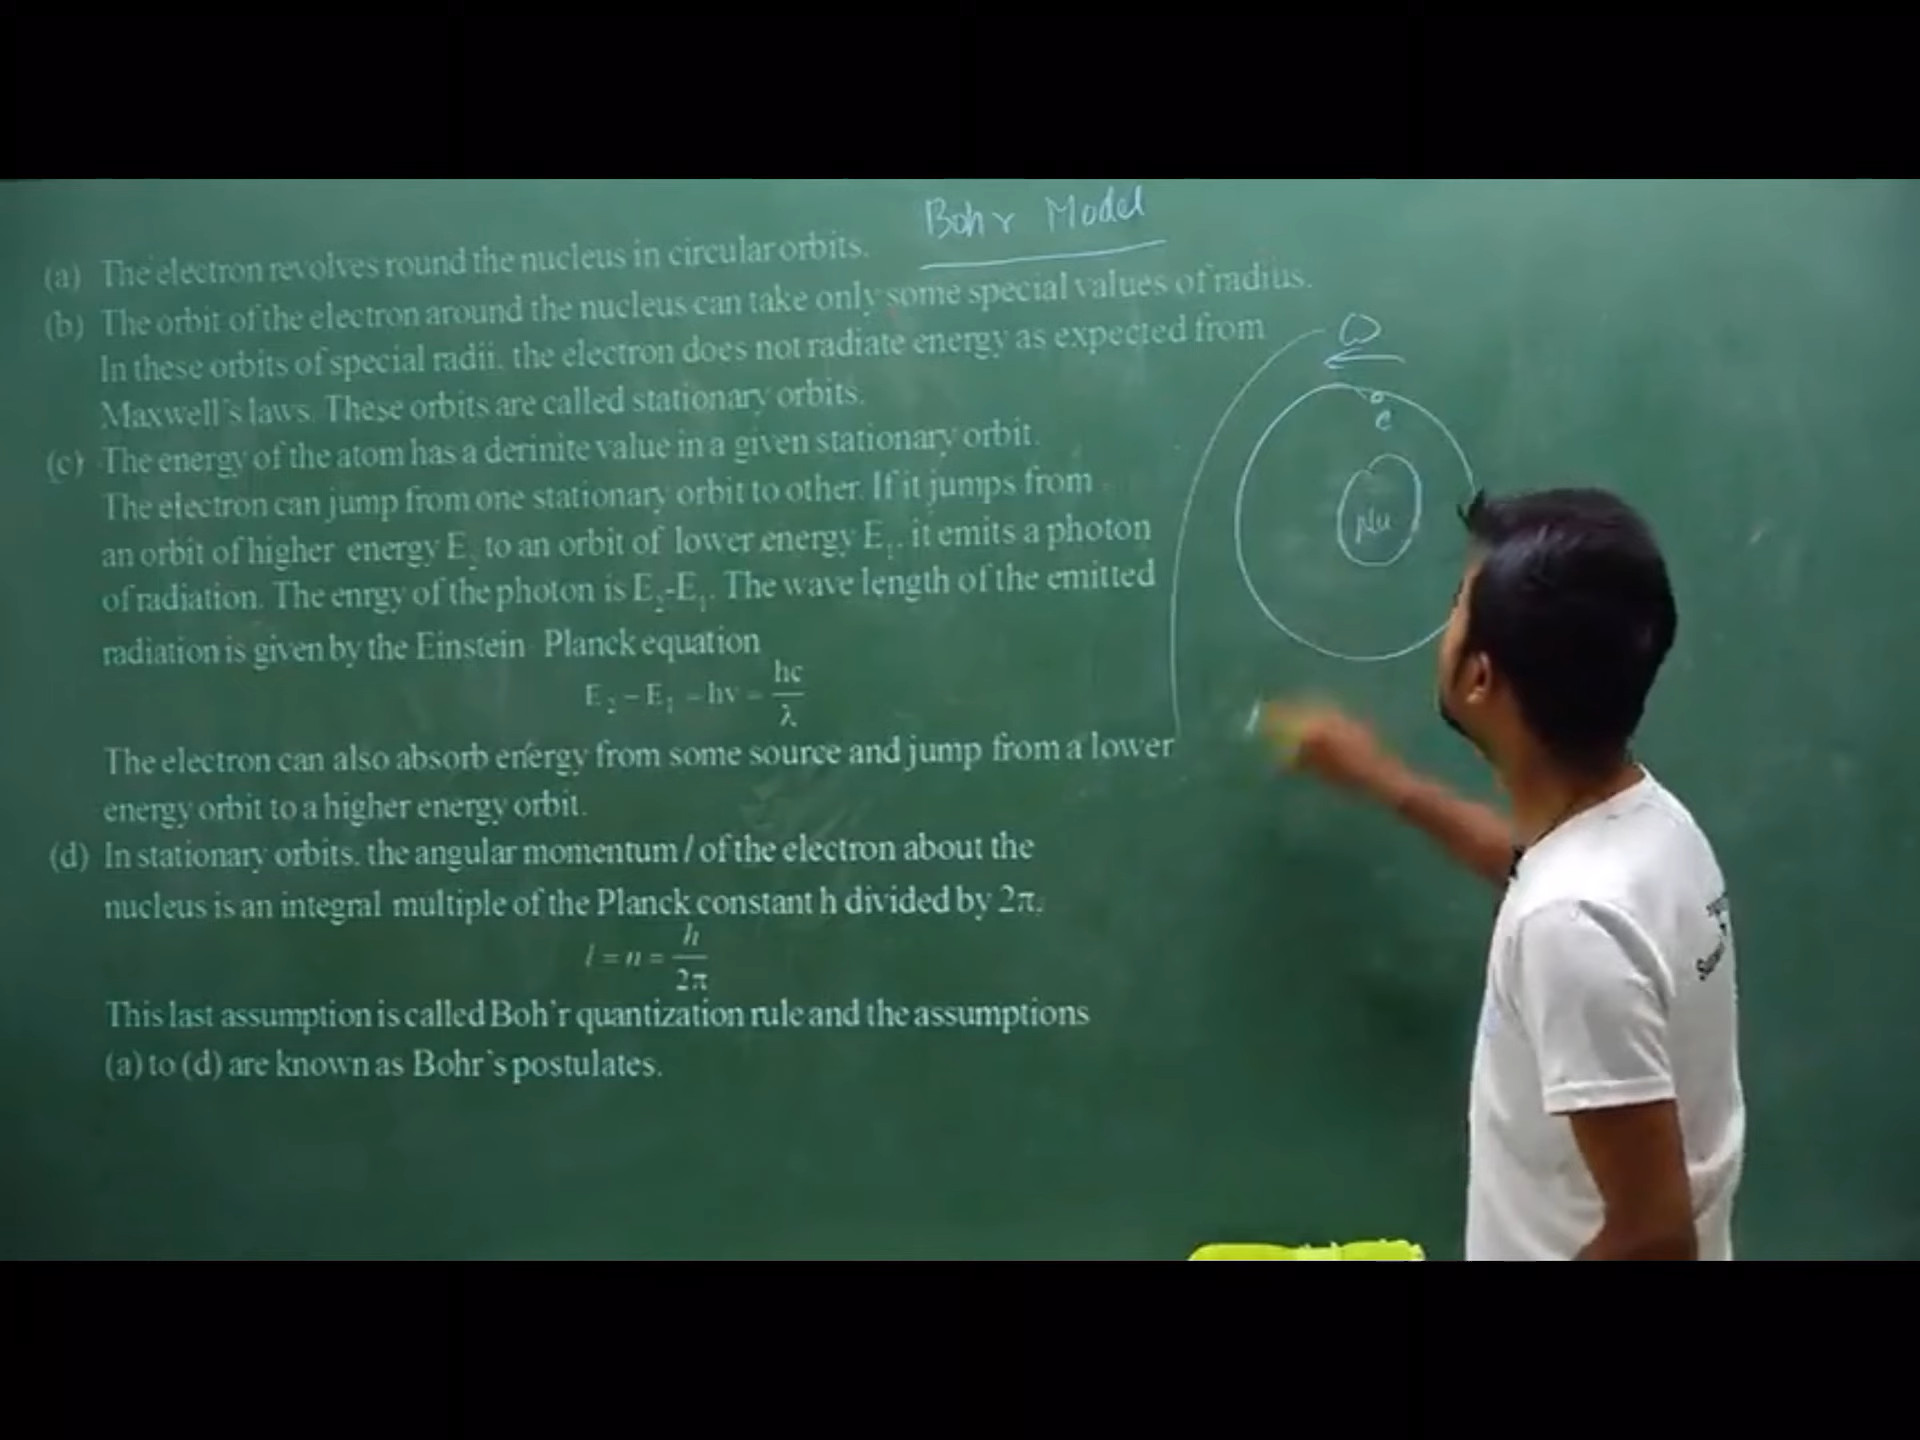 Bohr Model
(a) The electron revolves round the nucleus in circular orbits.
(b) The orbit of the electron around the nucleus can take only some special values of radius.
In these orbits of special radii, the electron does not radiate energy as expected from
Maxwell's laws. These orbits are called stationary orbits.
(c) The energy of the atom has a derinite value in a given stationary orbit.
The electron can jump from one stationary orbit to other. If it jumps from
an orbit of higher energy E₂ to an orbit of lower energy E₁, it emits a photon
of radiation. The enrgy of the photon is E₂-E₁. The wave length of the emitted
radiation is given by the Einstein Planck equation
E₂ – E₁ = hν = hc/λ
The electron can also absorb energy from some source and jump from a lower
energy orbit to a higher energy orbit.
(d) In stationary orbits, the angular momentum l of the electron about the
nucleus is an integral multiple of the Planck constant h divided by 2π.
l = n = h/2π
This last assumption is called Boh'r quantization rule and the assumptions
(a) to (d) are known as Bohr's postulates.
e
Nu